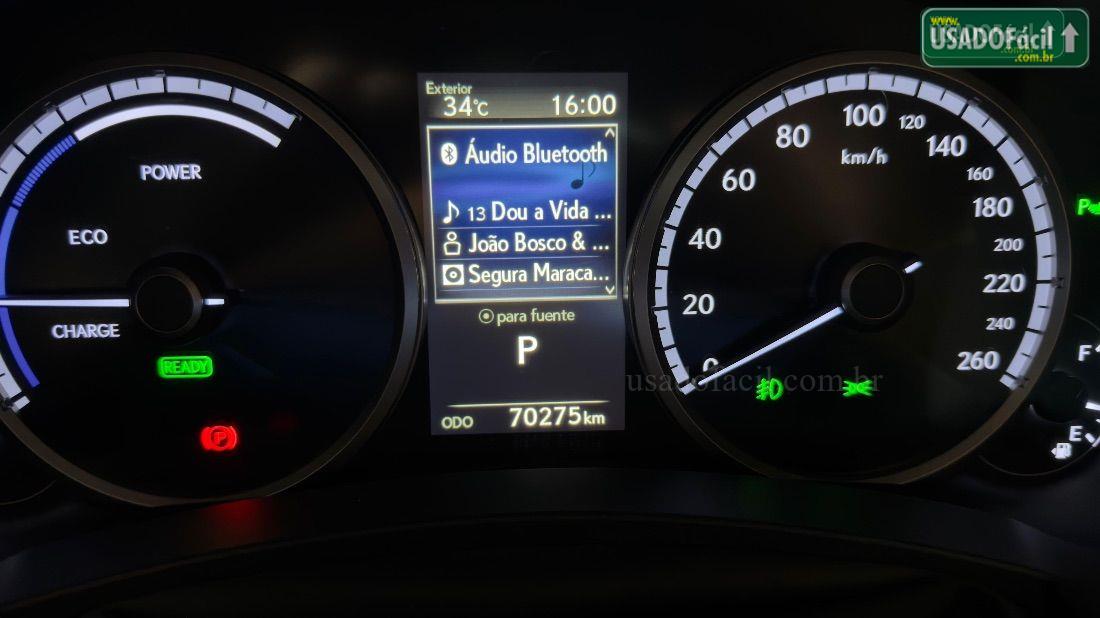 www.
USADOFácil
.com.br
Exterior
34°C 16:00
Áudio Bluetooth
13 Dou a Vida ...
João Bosco & ...
Segura Maraca...
para fuente
P
ODO 70275km
POWER
ECO
CHARGE
READY
P
0
20
40
60
80
100
120
140
160
180
200
220
240
260
km/h
P
F
E
usadofacil.com.br